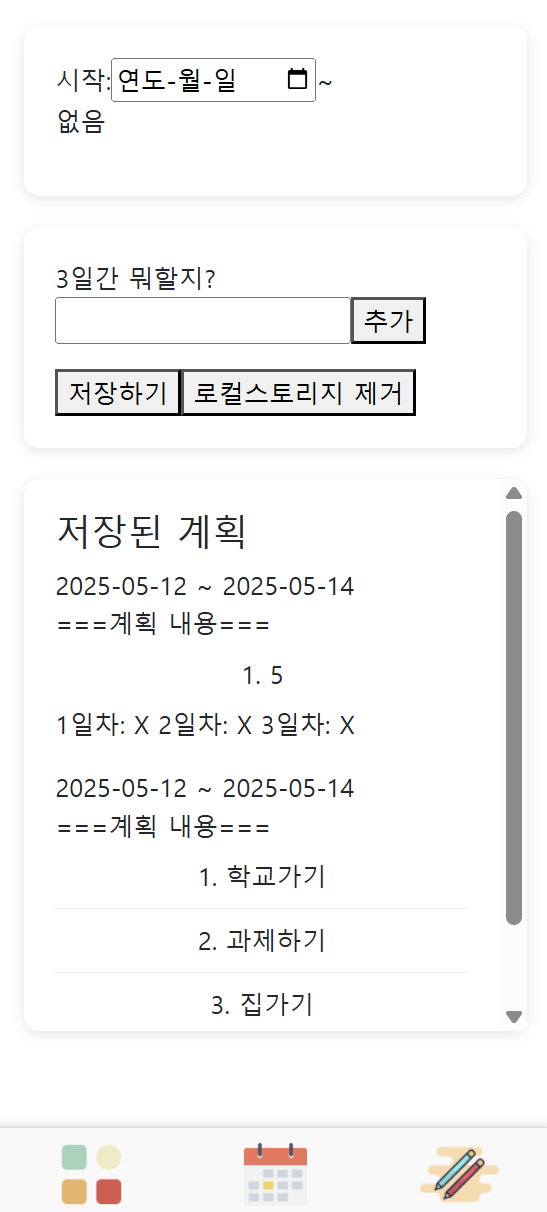 시작:연도-월-일 ~
없음
3일간 뭐할지?
추가
저장하기 로컬스토리지 제거
저장된 계획
2025-05-12 ~ 2025-05-14
===계획 내용===
1. 5
1일차: X 2일차: X 3일차: X
2025-05-12 ~ 2025-05-14
===계획 내용===
1. 학교가기
2. 과제하기
3. 집가기